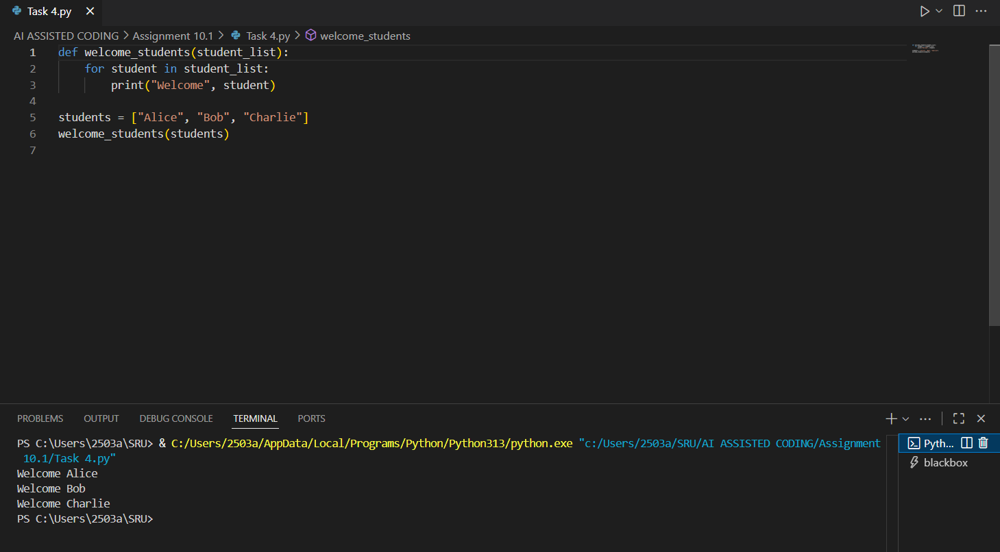 Task 4.py
AI ASSISTED CODING > Assignment 10.1 > Task 4.py > welcome_students
1 def welcome_students(student_list):
2     for student in student_list:
3         print("Welcome", student)
4
5 students = ["Alice", "Bob", "Charlie"]
6 welcome_students(students)
7
PROBLEMS OUTPUT DEBUG CONSOLE TERMINAL PORTS
PS C:\Users\2503a\SRU> & C:/Users/2503a/AppData/Local/Programs/Python/Python313/python.exe "c:/Users/2503a/SRU/AI ASSISTED CODING/Assignment
10.1/Task 4.py"
Welcome Alice
Welcome Bob
Welcome Charlie
PS C:\Users\2503a\SRU>
Pyth...
blackbox